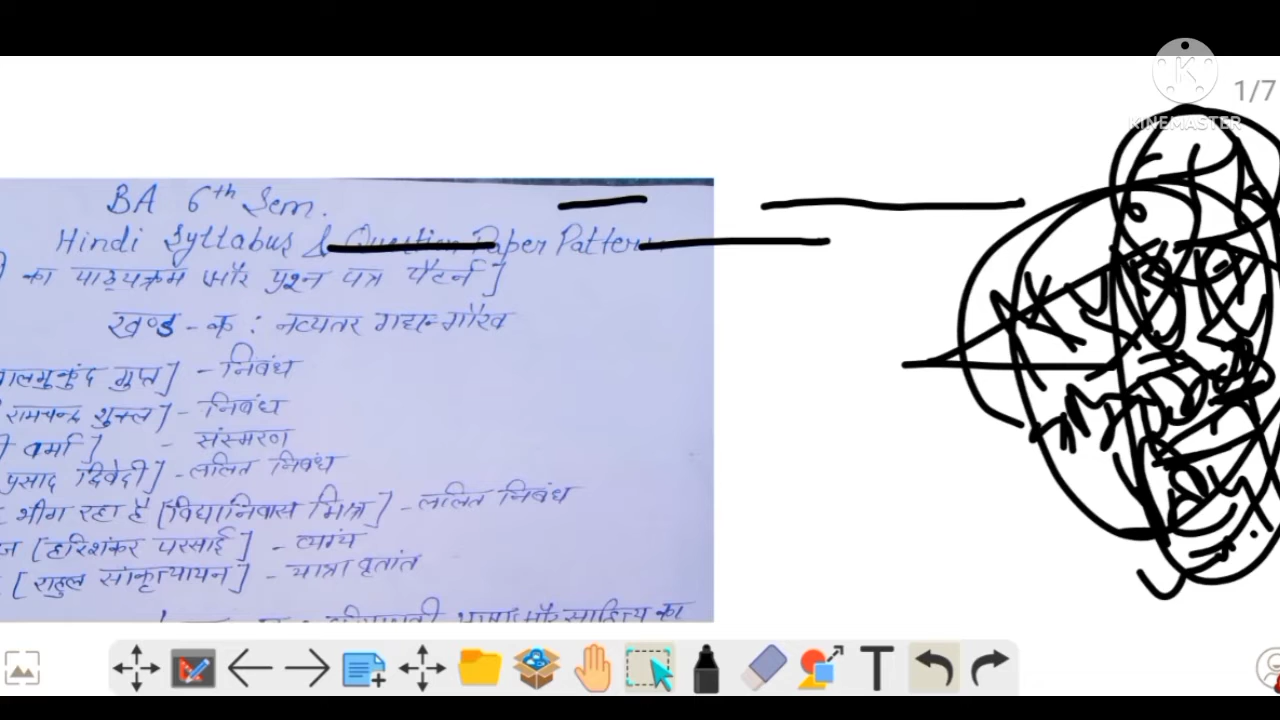 1/7
KINEMASTER
BA 6th Sem.
Hindi Syllabus & Question Paper Pattern
का पाठ्यक्रम और प्रश्न पत्र पैटर्न]
खण्ड - क : नव्यतर गद्य-गौरव
बालमुकुंद गुप्त] - निबंध
रामचन्द्र शुक्ल] - निबंध
वर्मा] - संस्मरण
प्रसाद द्विवेदी] - ललित निबंध
भीग रहा है [विद्यानिवास मिश्र] - ललित निबंध
[हरिशंकर परसाई] - व्यंग्य
[राहुल सांकृत्यायन] - यात्रा वृतांत
भाषा और साहित्य का
T